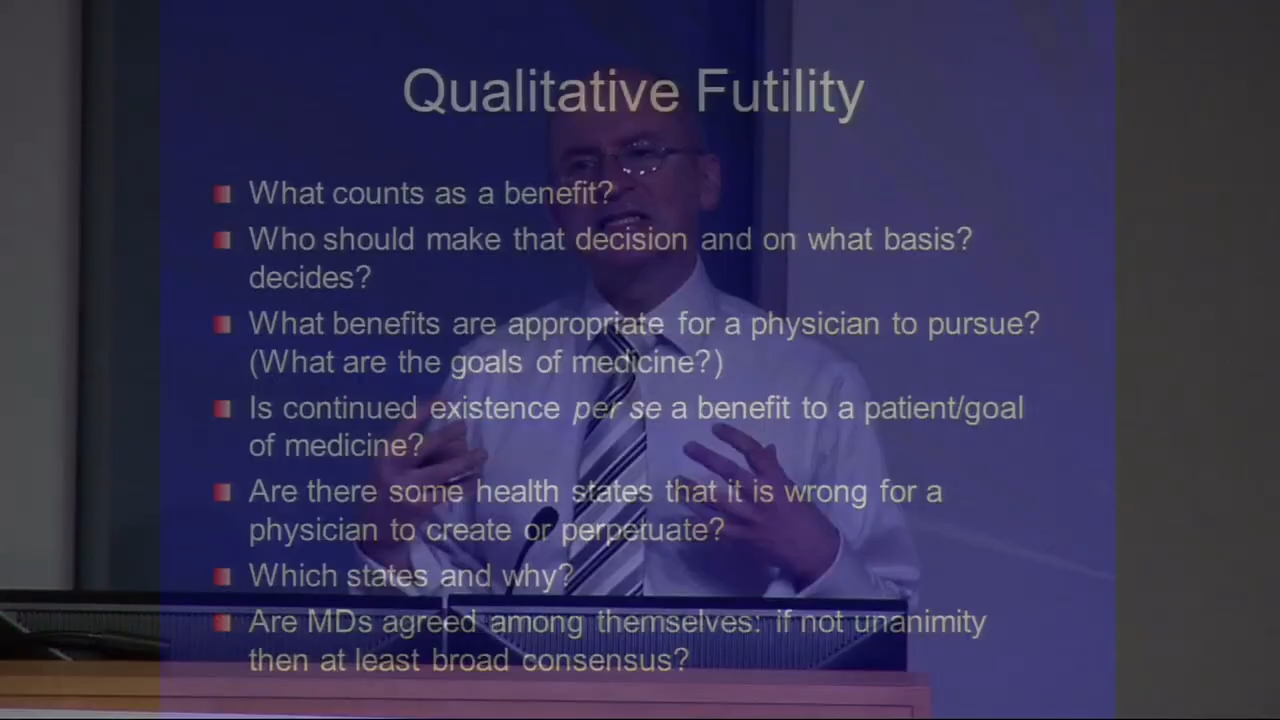 Qualitative Futility
What counts as a benefit?
Who should make that decision and on what basis?
decides?
What benefits are appropriate for a physician to pursue?
(What are the goals of medicine?)
Is continued existence per se a benefit to a patient/goal
of medicine?
Are there some health states that it is wrong for a
physician to create or perpetuate?
Which states and why?
Are MDs agreed among themselves: if not unanimity
then at least broad consensus?